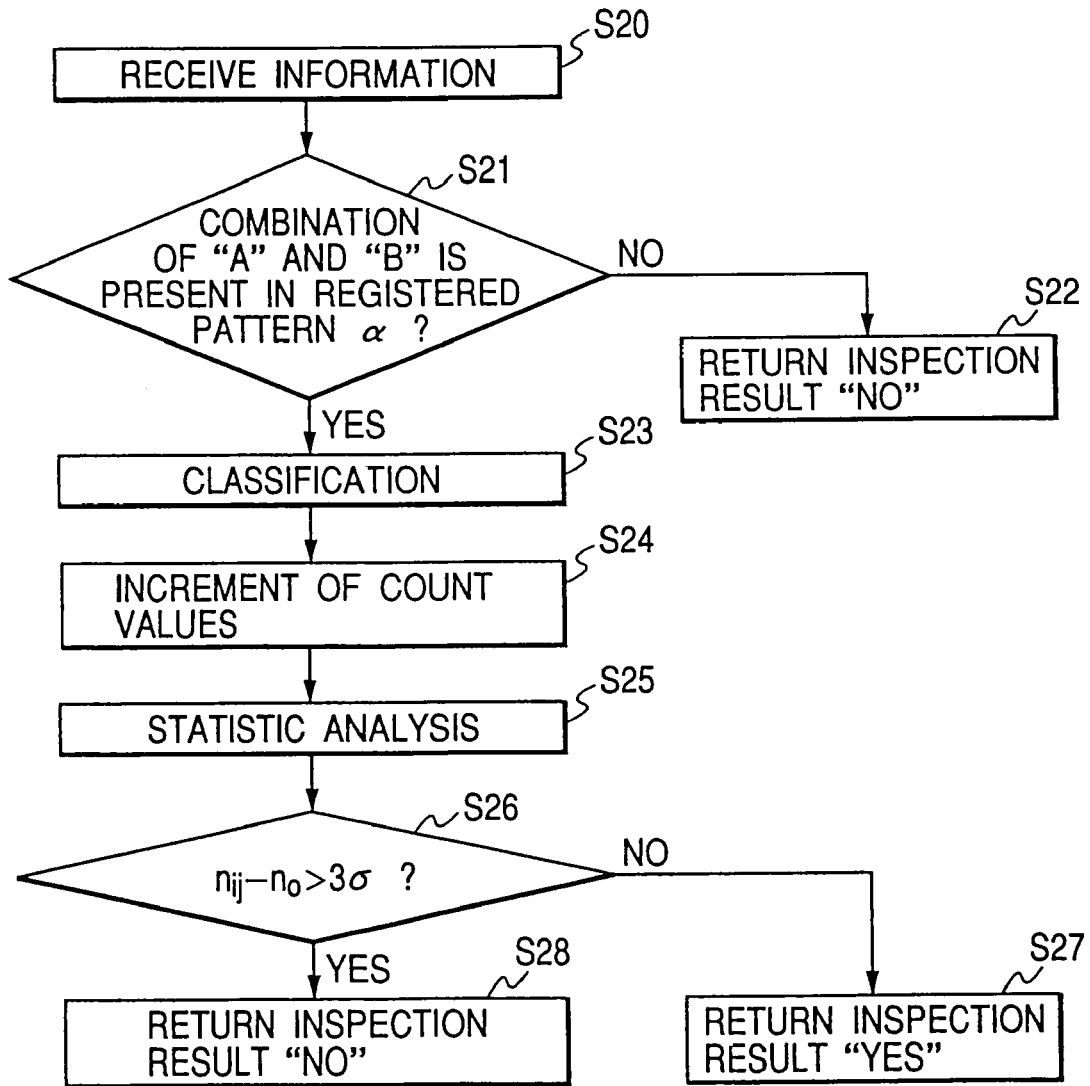 S20
RECEIVE INFORMATION
S21
COMBINATION
OF “A” AND “B” IS
PRESENT IN REGISTERED
PATTERN α ?
NO
S22
RETURN INSPECTION
RESULT “NO”
YES
S23
CLASSIFICATION
S24
INCREMENT OF COUNT
VALUES
S25
STATISTIC ANALYSIS
S26
nij−no>3σ ?
NO
YES
S28
RETURN INSPECTION
RESULT “NO”
S27
RETURN INSPECTION
RESULT “YES”